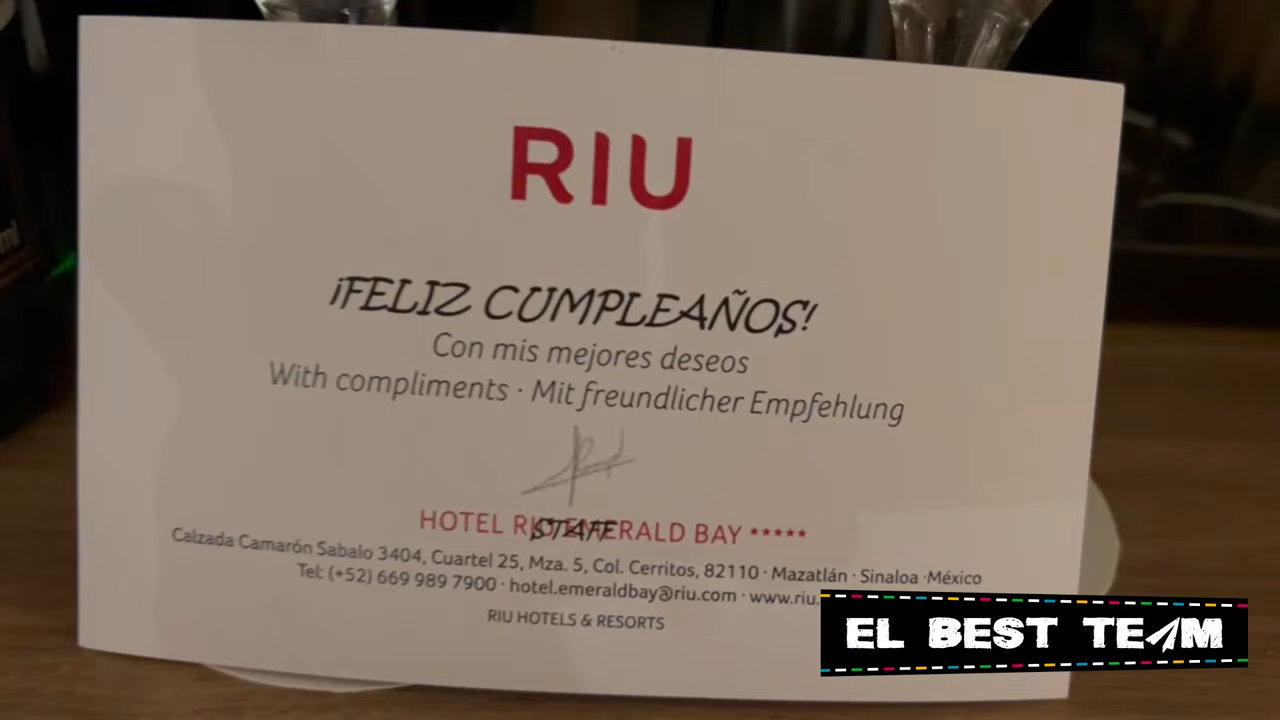 RIU
¡FELIZ CUMPLEAÑOS!
Con mis mejores deseos
With compliments · Mit freundlicher Empfehlung
HOTEL RIU EMERALD BAY *****
STAFF
Calzada Camarón Sabalo 3404, Cuartel 25, Mza. 5, Col. Cerritos, 82110 · Mazatlán · Sinaloa ·México
Tel: (+52) 669 989 7900 · hotel.emeraldbay@riu.com · www.riu.
RIU HOTELS & RESORTS
EL BEST TEAM